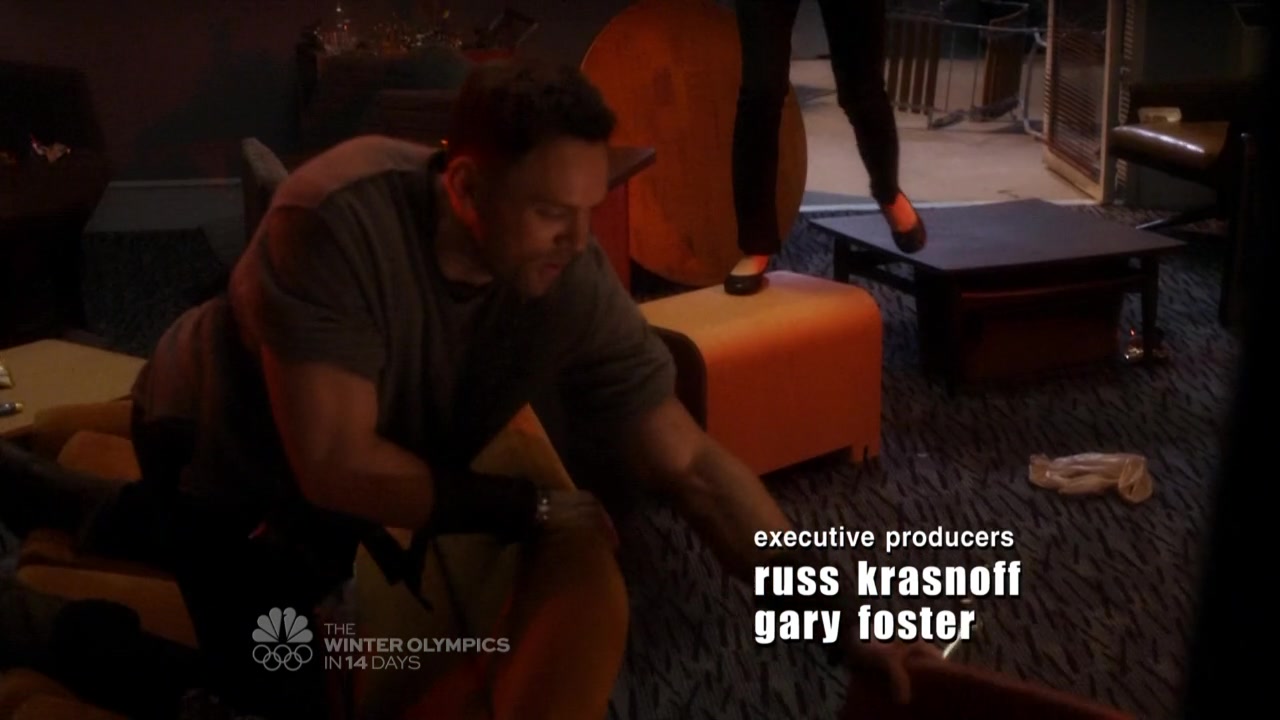 executive producers
russ krasnoff
gary foster
THE
WINTER OLYMPICS
IN 14 DAYS